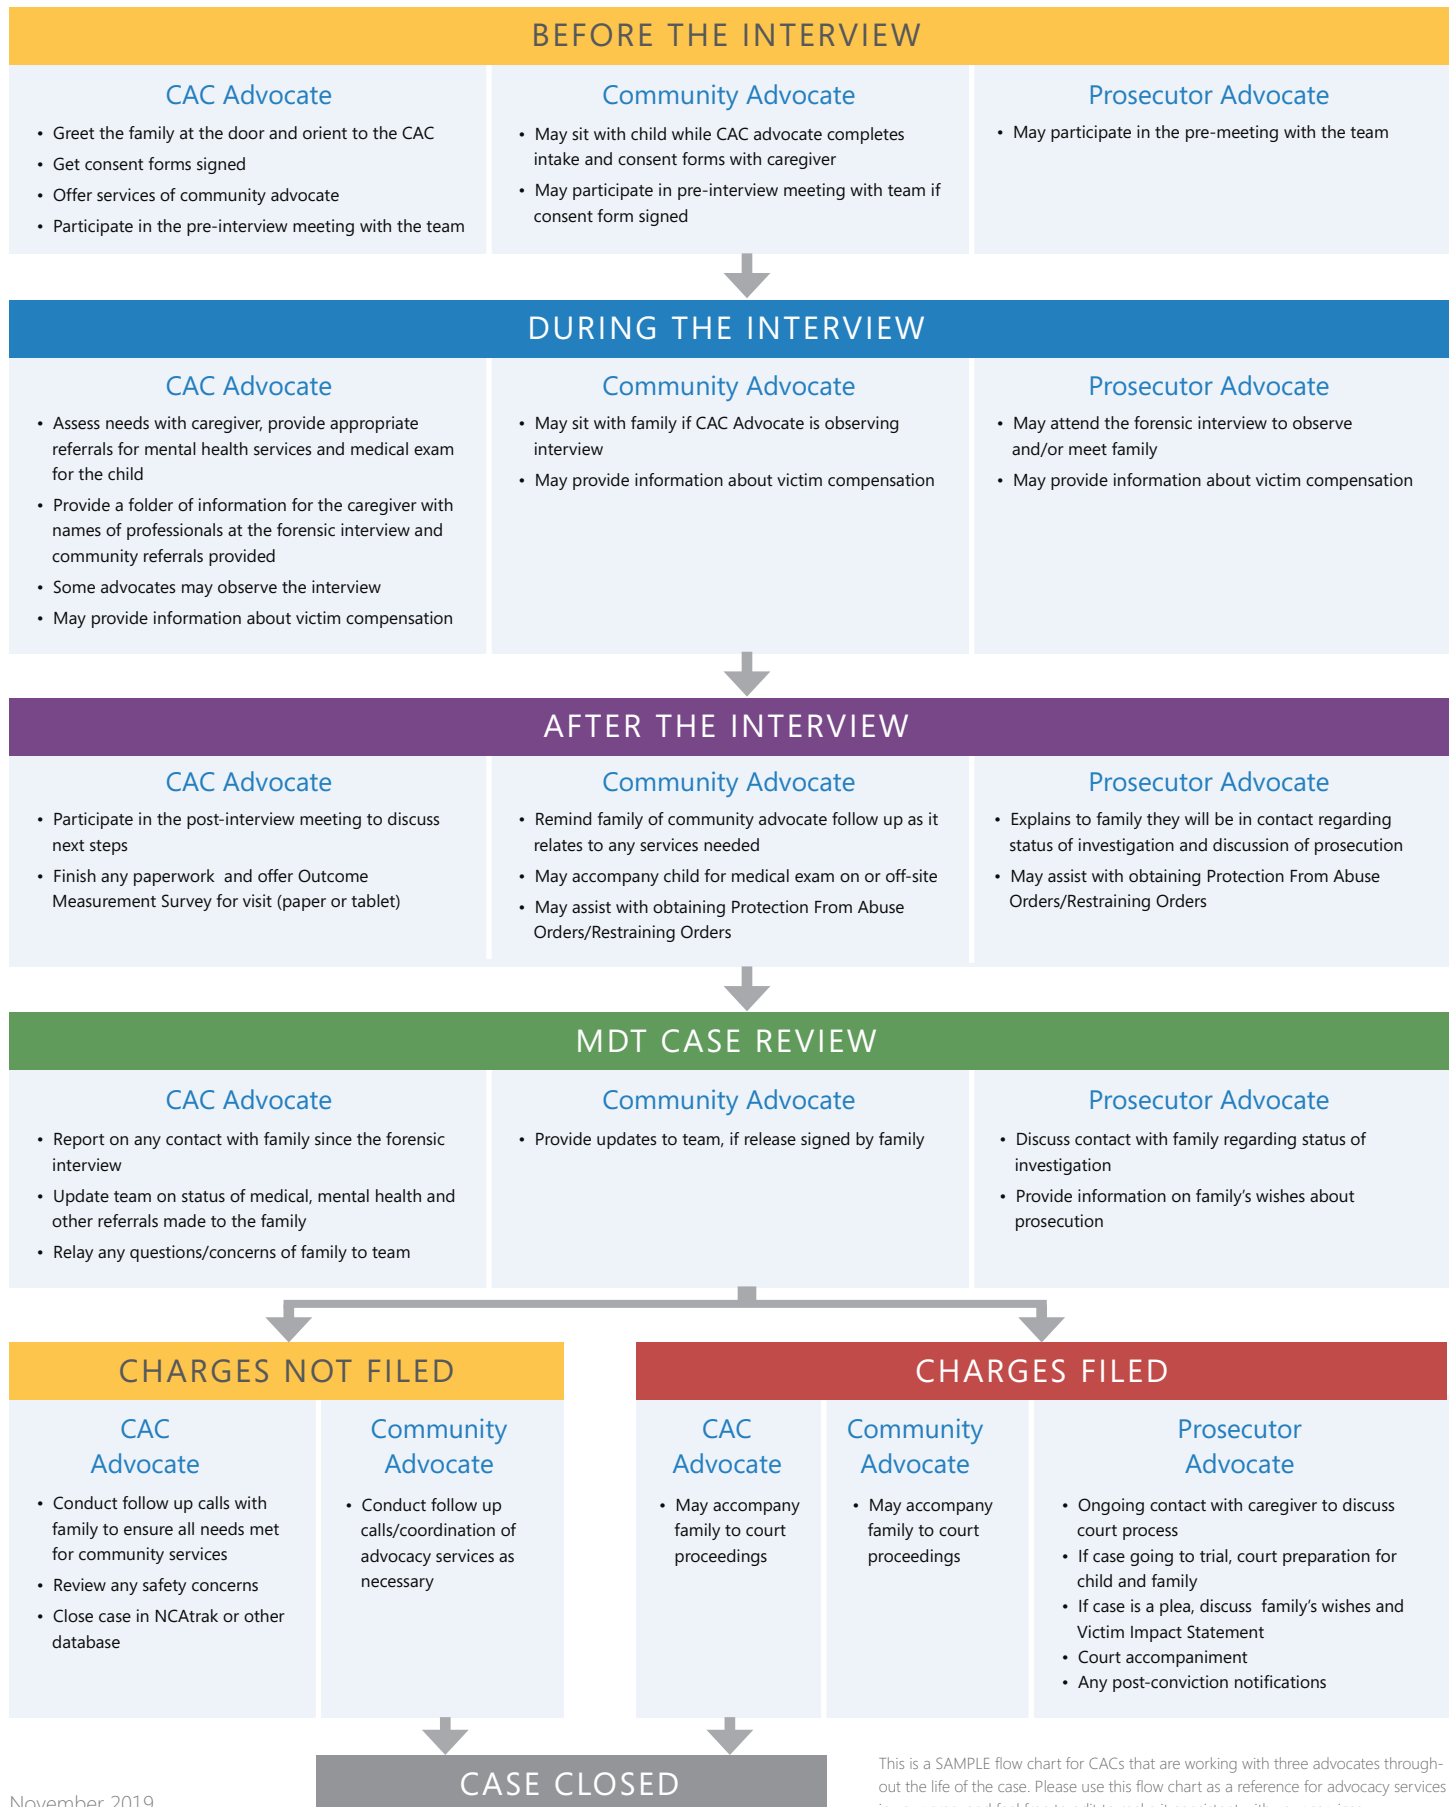 BEFORE THE INTERVIEW
CAC Advocate
• Greet the family at the door and orient to the CAC
• Get consent forms signed
• Offer services of community advocate
• Participate in the pre-interview meeting with the team
Community Advocate
• May sit with child while CAC advocate completes
intake and consent forms with caregiver
• May participate in pre-interview meeting with team if
consent form signed
Prosecutor Advocate
• May participate in the pre-meeting with the team
DURING THE INTERVIEW
CAC Advocate
• Assess needs with caregiver, provide appropriate
referrals for mental health services and medical exam
for the child
• Provide a folder of information for the caregiver with
names of professionals at the forensic interview and
community referrals provided
• Some advocates may observe the interview
• May provide information about victim compensation
Community Advocate
• May sit with family if CAC Advocate is observing
interview
• May provide information about victim compensation
Prosecutor Advocate
• May attend the forensic interview to observe
and/or meet family
• May provide information about victim compensation
AFTER THE INTERVIEW
CAC Advocate
• Participate in the post-interview meeting to discuss
next steps
• Finish any paperwork and offer Outcome
Measurement Survey for visit (paper or tablet)
Community Advocate
• Remind family of community advocate follow up as it
relates to any services needed
• May accompany child for medical exam on or off-site
• May assist with obtaining Protection From Abuse
Orders/Restraining Orders
Prosecutor Advocate
• Explains to family they will be in contact regarding
status of investigation and discussion of prosecution
• May assist with obtaining Protection From Abuse
Orders/Restraining Orders
MDT CASE REVIEW
CAC Advocate
• Report on any contact with family since the forensic
interview
• Update team on status of medical, mental health and
other referrals made to the family
• Relay any questions/concerns of family to team
Community Advocate
• Provide updates to team, if release signed by family
Prosecutor Advocate
• Discuss contact with family regarding status of
investigation
• Provide information on family's wishes about
prosecution
CHARGES NOT FILED
CAC
Advocate
• Conduct follow up calls with
family to ensure all needs met
for community services
• Review any safety concerns
• Close case in NCAtrak or other
database
Community
Advocate
• Conduct follow up
calls/coordination of
advocacy services as
necessary
CHARGES FILED
CAC
Advocate
• May accompany
family to court
proceedings
Community
Advocate
• May accompany
family to court
proceedings
Prosecutor
Advocate
• Ongoing contact with caregiver to discuss
court process
• If case going to trial, court preparation for
child and family
• If case is a plea, discuss family's wishes and
Victim Impact Statement
• Court accompaniment
• Any post-conviction notifications
CASE CLOSED
November 2019
This is a SAMPLE flow chart for CACs that are working with three advocates through-
out the life of the case. Please use this flow chart as a reference for advocacy services